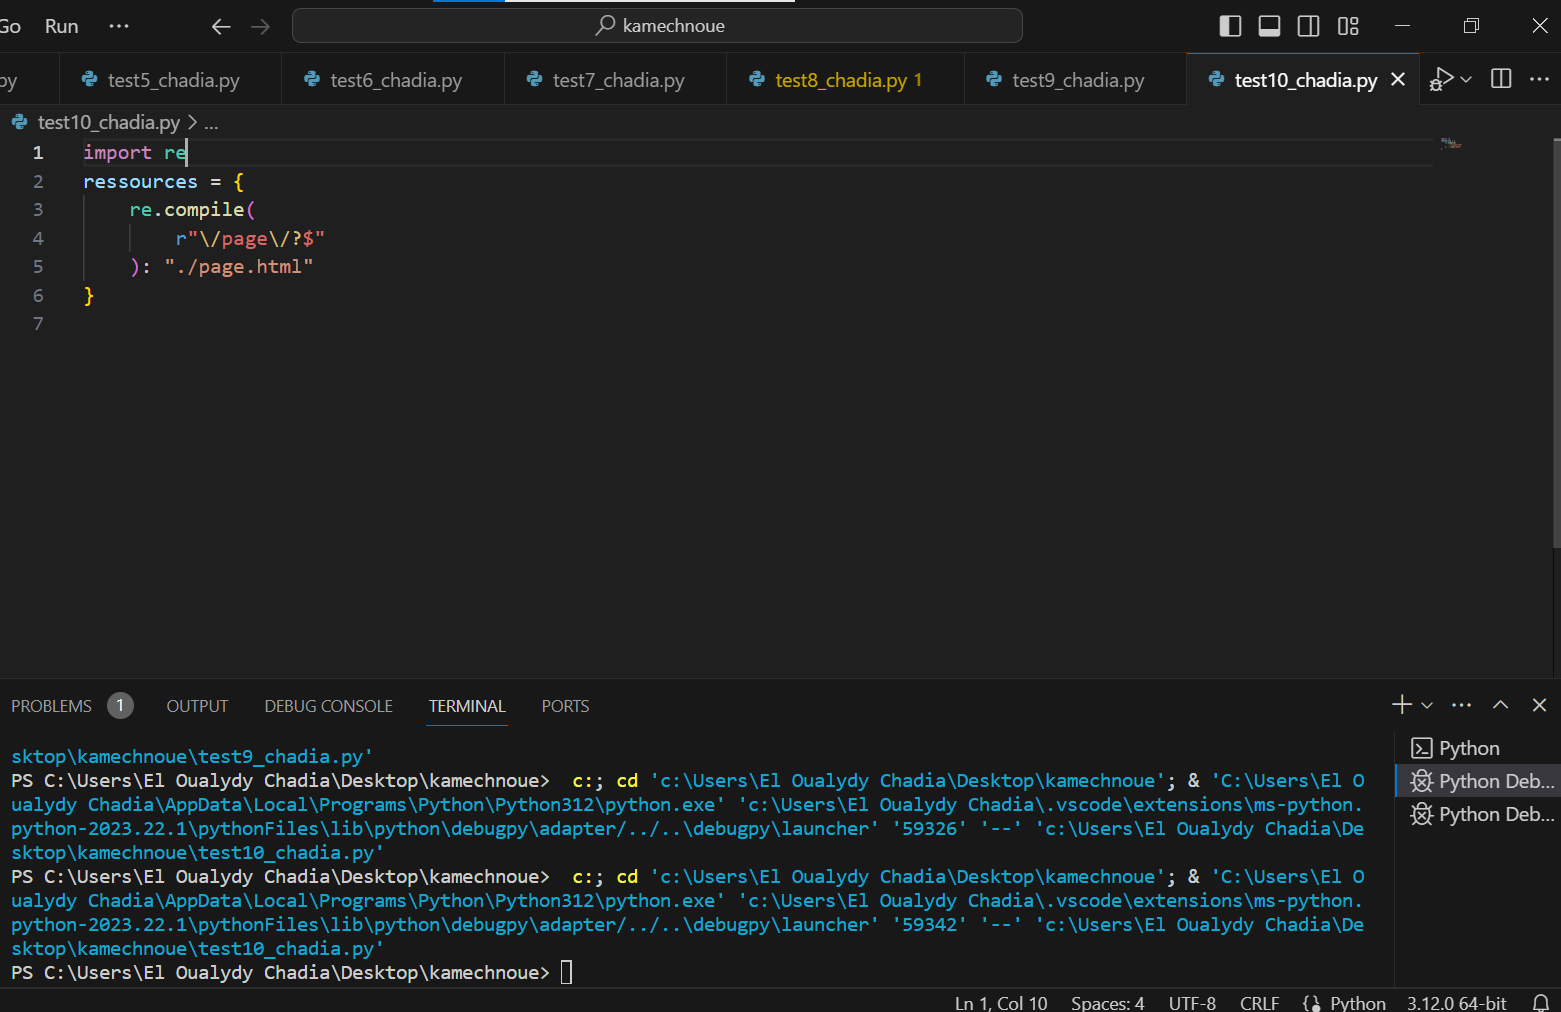 Go Run ··· kamechnoue
py test5_chadia.py test6_chadia.py test7_chadia.py test8_chadia.py 1 test9_chadia.py test10_chadia.py
test10_chadia.py > ...
1 import re
2 ressources = {
3 re.compile(
4 r"\/page\/?$"
5 ): "./page.html"
6 }
7
PROBLEMS 1 OUTPUT DEBUG CONSOLE TERMINAL PORTS
sktop\kamechnoue\test9_chadia.py'
PS C:\Users\El Oualydy Chadia\Desktop\kamechnoue>  c:; cd 'c:\Users\El Oualydy Chadia\Desktop\kamechnoue'; & 'C:\Users\El O
ualydy Chadia\AppData\Local\Programs\Python\Python312\python.exe' 'c:\Users\El Oualydy Chadia\.vscode\extensions\ms-python.
python-2023.22.1\pythonFiles\lib\python\debugpy\adapter/../..\debugpy\launcher' '59326' '--' 'c:\Users\El Oualydy Chadia\De
sktop\kamechnoue\test10_chadia.py'
PS C:\Users\El Oualydy Chadia\Desktop\kamechnoue>  c:; cd 'c:\Users\El Oualydy Chadia\Desktop\kamechnoue'; & 'C:\Users\El O
ualydy Chadia\AppData\Local\Programs\Python\Python312\python.exe' 'c:\Users\El Oualydy Chadia\.vscode\extensions\ms-python.
python-2023.22.1\pythonFiles\lib\python\debugpy\adapter/../..\debugpy\launcher' '59342' '--' 'c:\Users\El Oualydy Chadia\De
sktop\kamechnoue\test10_chadia.py'
PS C:\Users\El Oualydy Chadia\Desktop\kamechnoue>
Python
Python Deb...
Python Deb...
Ln 1, Col 10 Spaces: 4 UTF-8 CRLF Python 3.12.0 64-bit